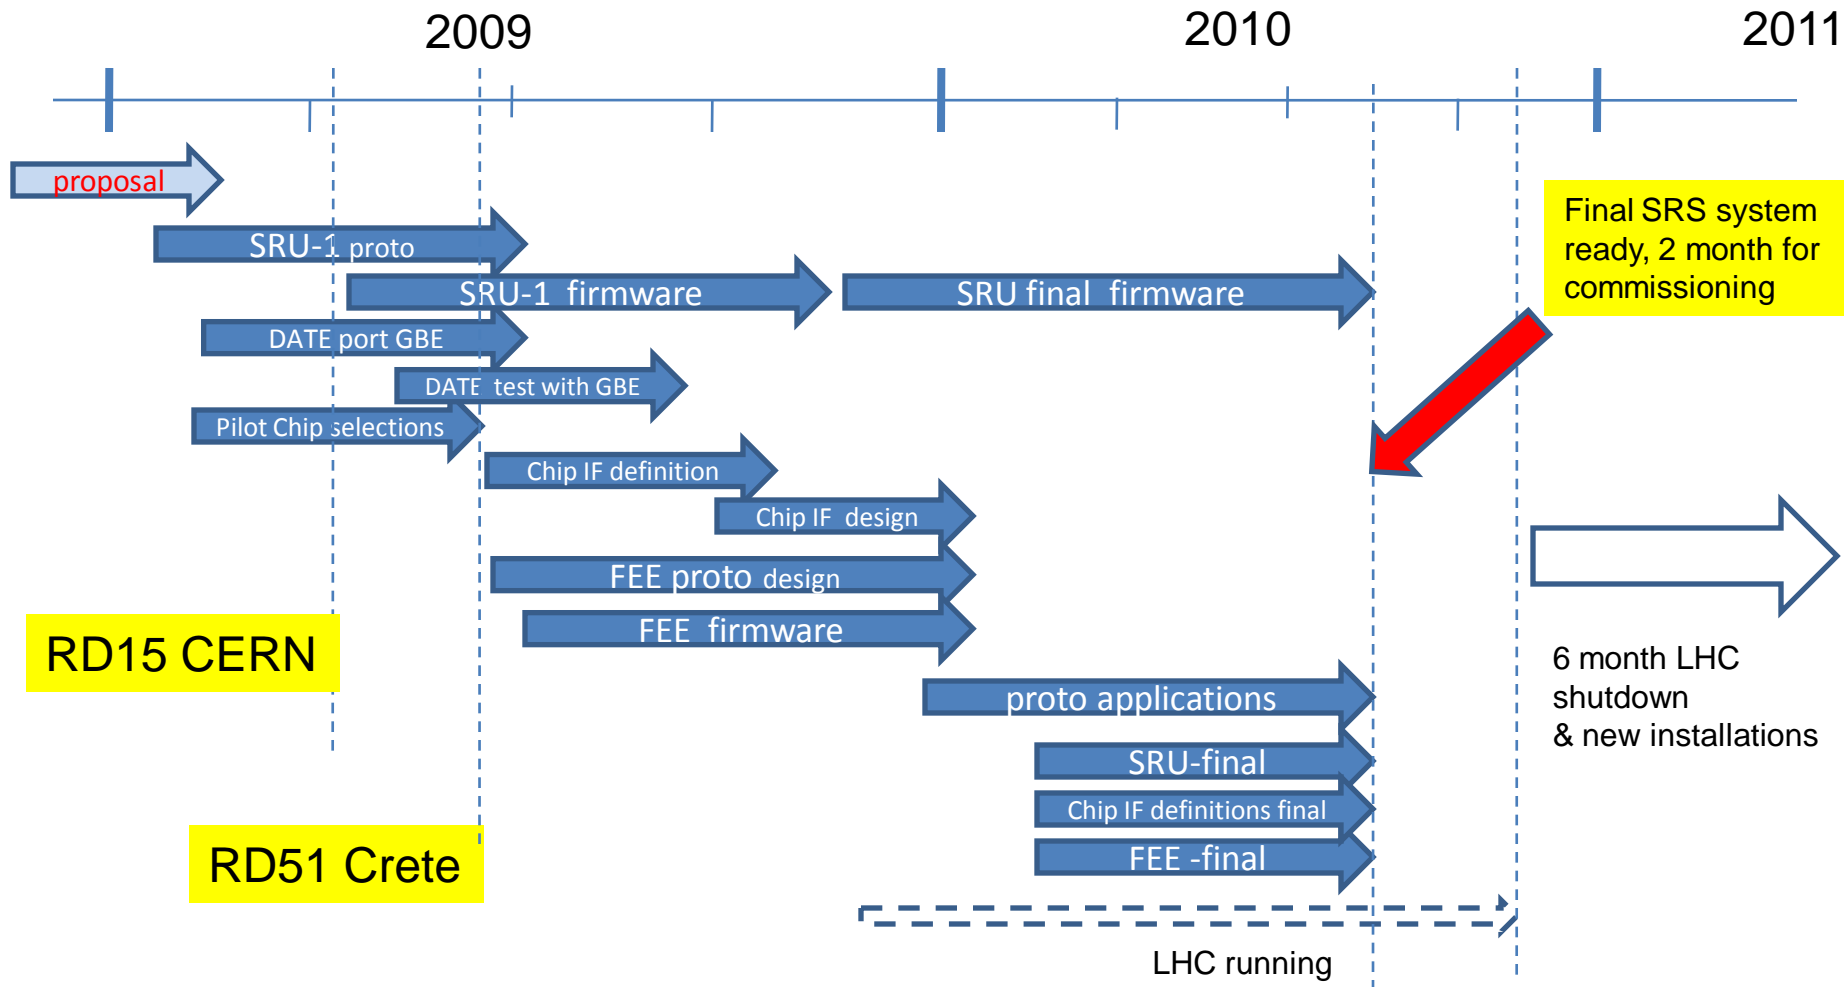 2009
2010
2011
proposal
SRU-1 proto
SRU-1 firmware
SRU final firmware
Final SRS system
ready, 2 month for
commissioning
DATE port GBE
DATE test with GBE
Pilot Chip selections
Chip IF definition
Chip IF design
FEE proto design
FEE firmware
RD15 CERN
6 month LHC
shutdown
& new installations
proto applications
SRU-final
Chip IF definitions final
RD51 Crete
FEE -final
LHC running